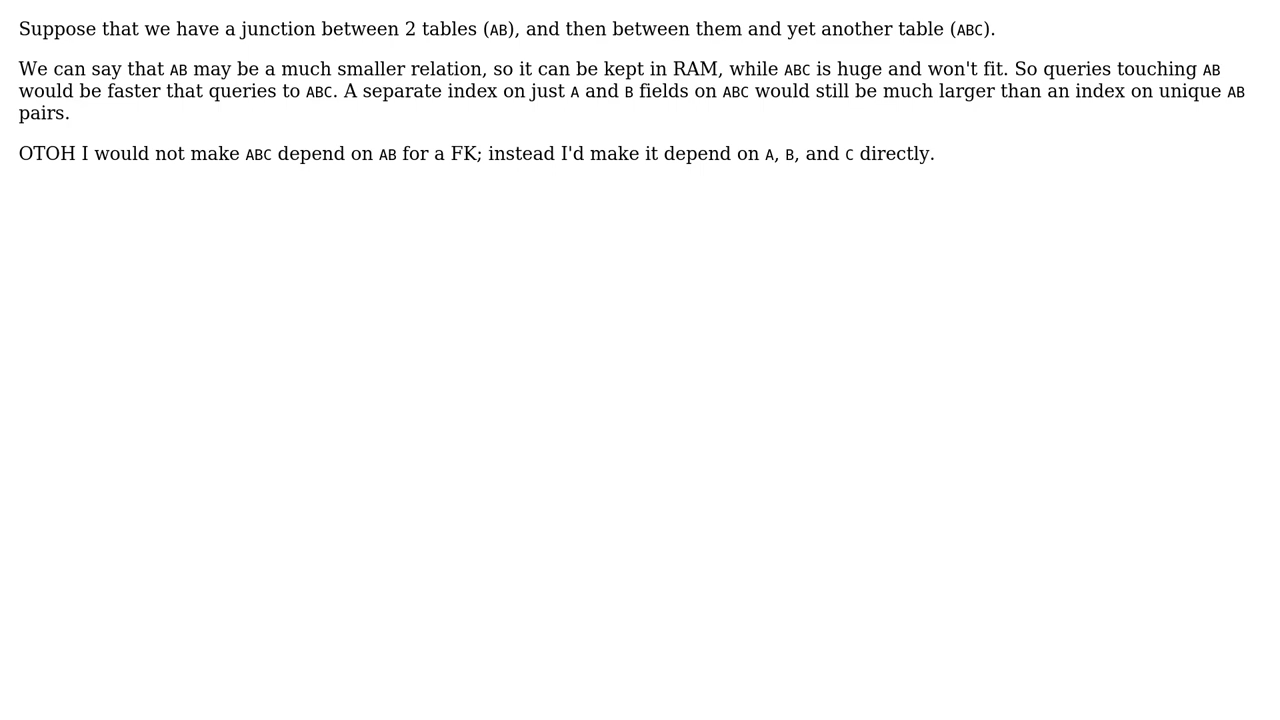 Suppose that we have a junction between 2 tables (AB), and then between them and yet another table (ABC).
We can say that AB may be a much smaller relation, so it can be kept in RAM, while ABC is huge and won't fit. So queries touching AB
would be faster that queries to ABC. A separate index on just A and B fields on ABC would still be much larger than an index on unique AB
pairs.
OTOH I would not make ABC depend on AB for a FK; instead I'd make it depend on A, B, and C directly.